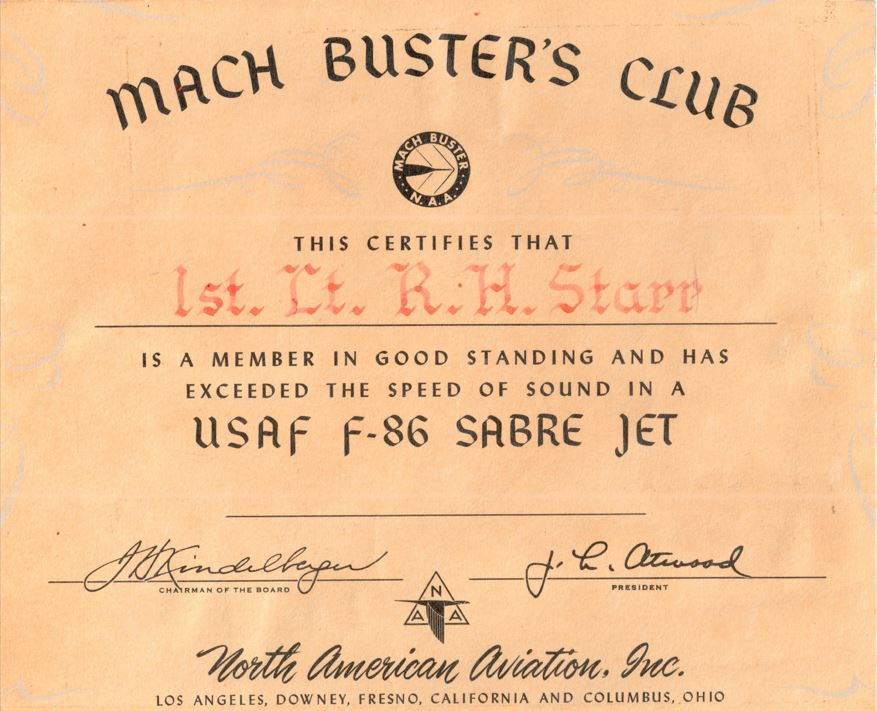 MACH BUSTER'S CLUB
MACH BUSTER
N.A.A.
THIS CERTIFIES THAT
1st. Lt. R.H. Starr
IS A MEMBER IN GOOD STANDING AND HAS
EXCEEDED THE SPEED OF SOUND IN A
USAF F-86 SABRE JET
J H Kindelberger
J. L. Atwood
CHAIRMAN OF THE BOARD
PRESIDENT
N
A A
North American Aviation, Inc.
LOS ANGELES, DOWNEY, FRESNO, CALIFORNIA AND COLUMBUS, OHIO